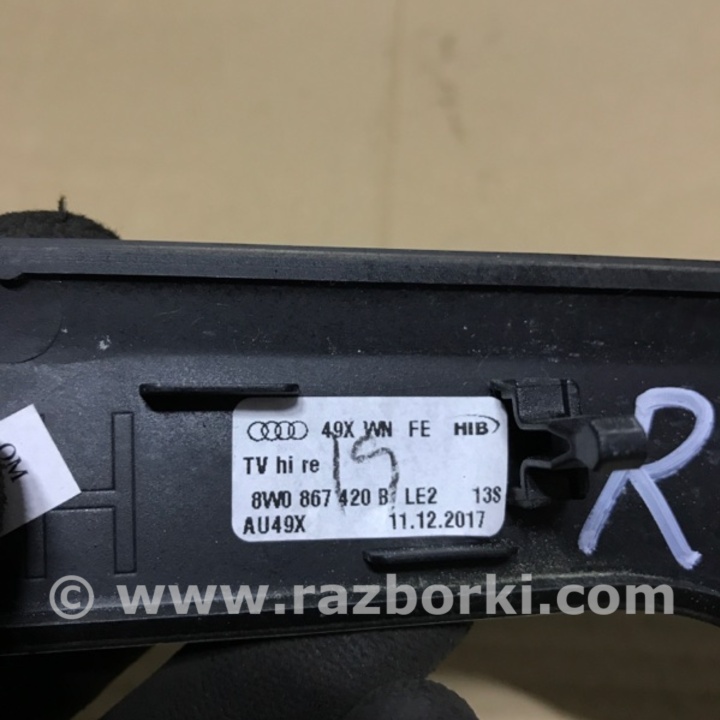 49X WN FE HIB
TV hi re
8W0 867 420 B LE2 13S
AU49X 11.12.2017
R
H
© www.razborki.com